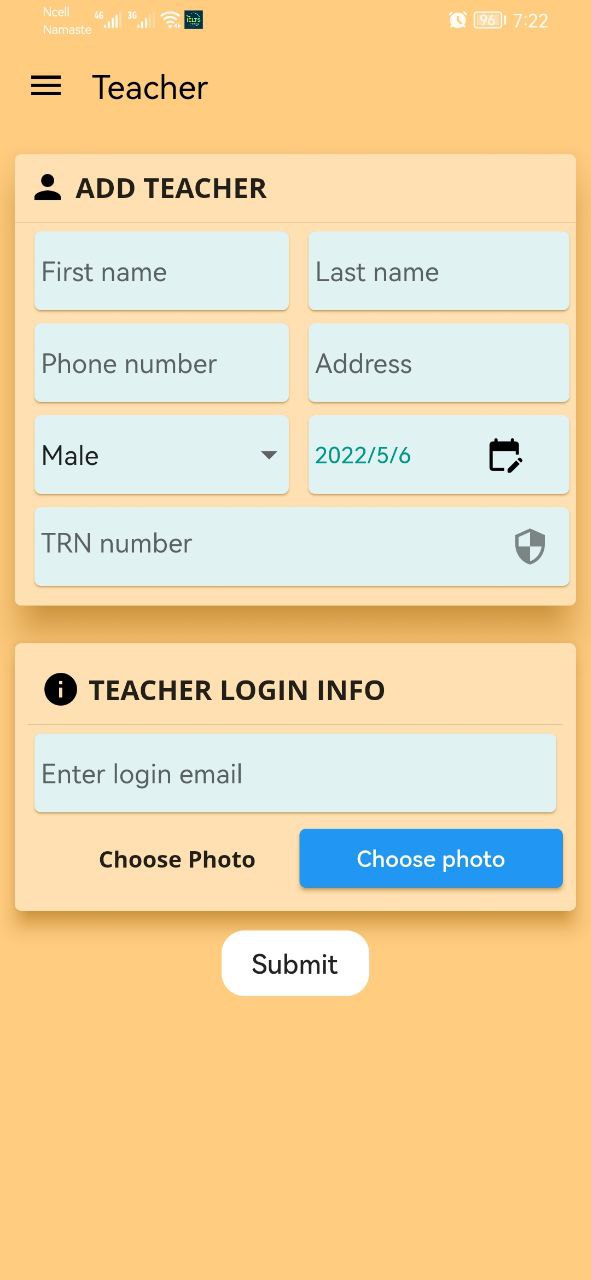 Ncell
Namaste 4G 3G 96 7:22
Teacher
ADD TEACHER
First name Last name
Phone number Address
Male 2022/5/6
TRN number
TEACHER LOGIN INFO
Enter login email
Choose Photo Choose photo
Submit